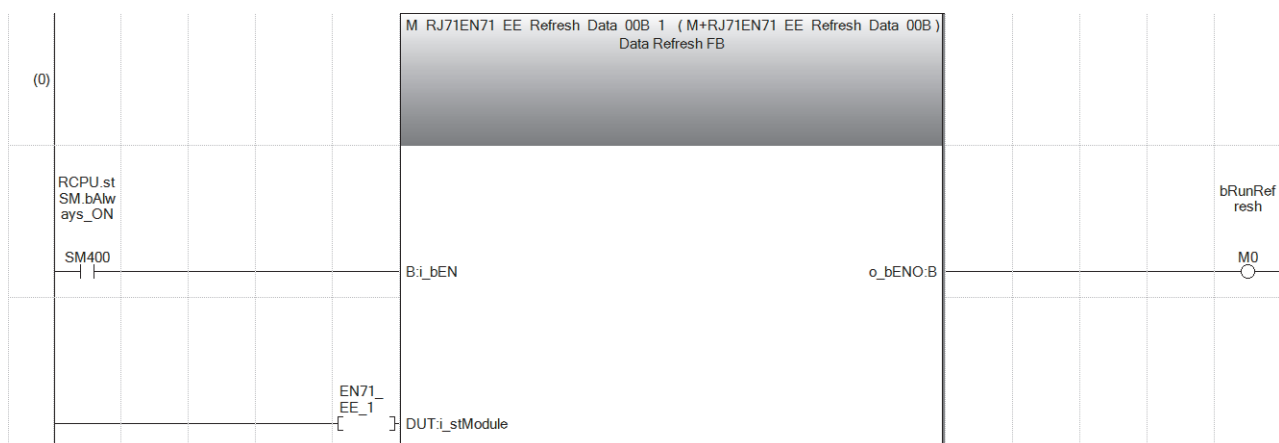 M RJ71EN71 EE Refresh Data 00B 1 (M+RJ71EN71 EE Refresh Data 00B)
Data Refresh FB
(0)
RCPU.st
SM.bAlw
ays_ON
SM400
B:i_bEN
o_bENO:B
bRunRef
resh
M0
EN71_
EE_1
DUT:i_stModule